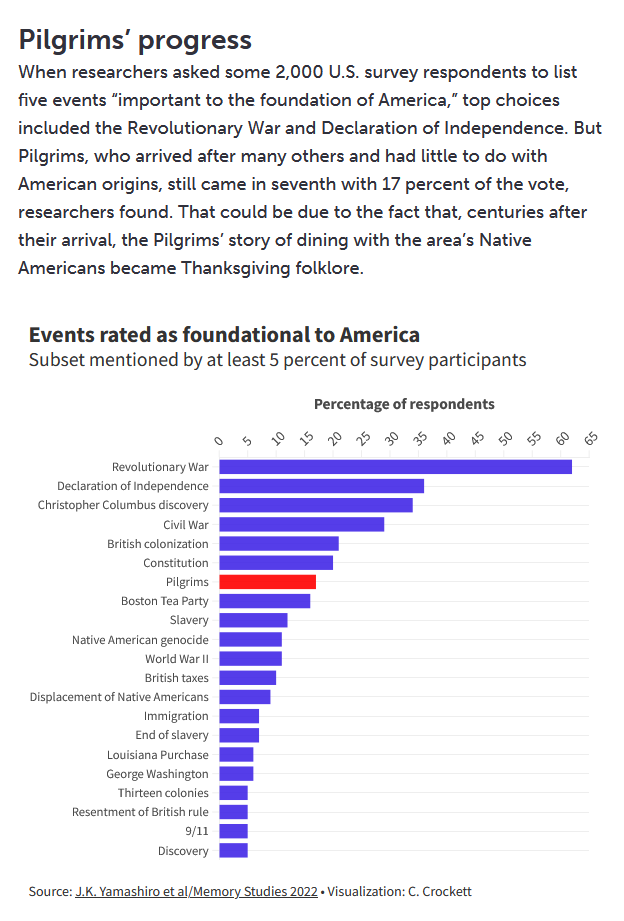 Pilgrims’ progress
When researchers asked some 2,000 U.S. survey respondents to list
five events “important to the foundation of America,” top choices
included the Revolutionary War and Declaration of Independence. But
Pilgrims, who arrived after many others and had little to do with
American origins, still came in seventh with 17 percent of the vote,
researchers found. That could be due to the fact that, centuries after
their arrival, the Pilgrims’ story of dining with the area’s Native
Americans became Thanksgiving folklore.
Events rated as foundational to America
Subset mentioned by at least 5 percent of survey participants
Percentage of respondents
0 5 10 15 20 25 30 35 40 45 50 55 60 65
Revolutionary War
Declaration of Independence
Christopher Columbus discovery
Civil War
British colonization
Constitution
Pilgrims
Boston Tea Party
Slavery
Native American genocide
World War II
British taxes
Displacement of Native Americans
Immigration
End of slavery
Louisiana Purchase
George Washington
Thirteen colonies
Resentment of British rule
9/11
Discovery
Source: J.K. Yamashiro et al/Memory Studies 2022 • Visualization: C. Crockett